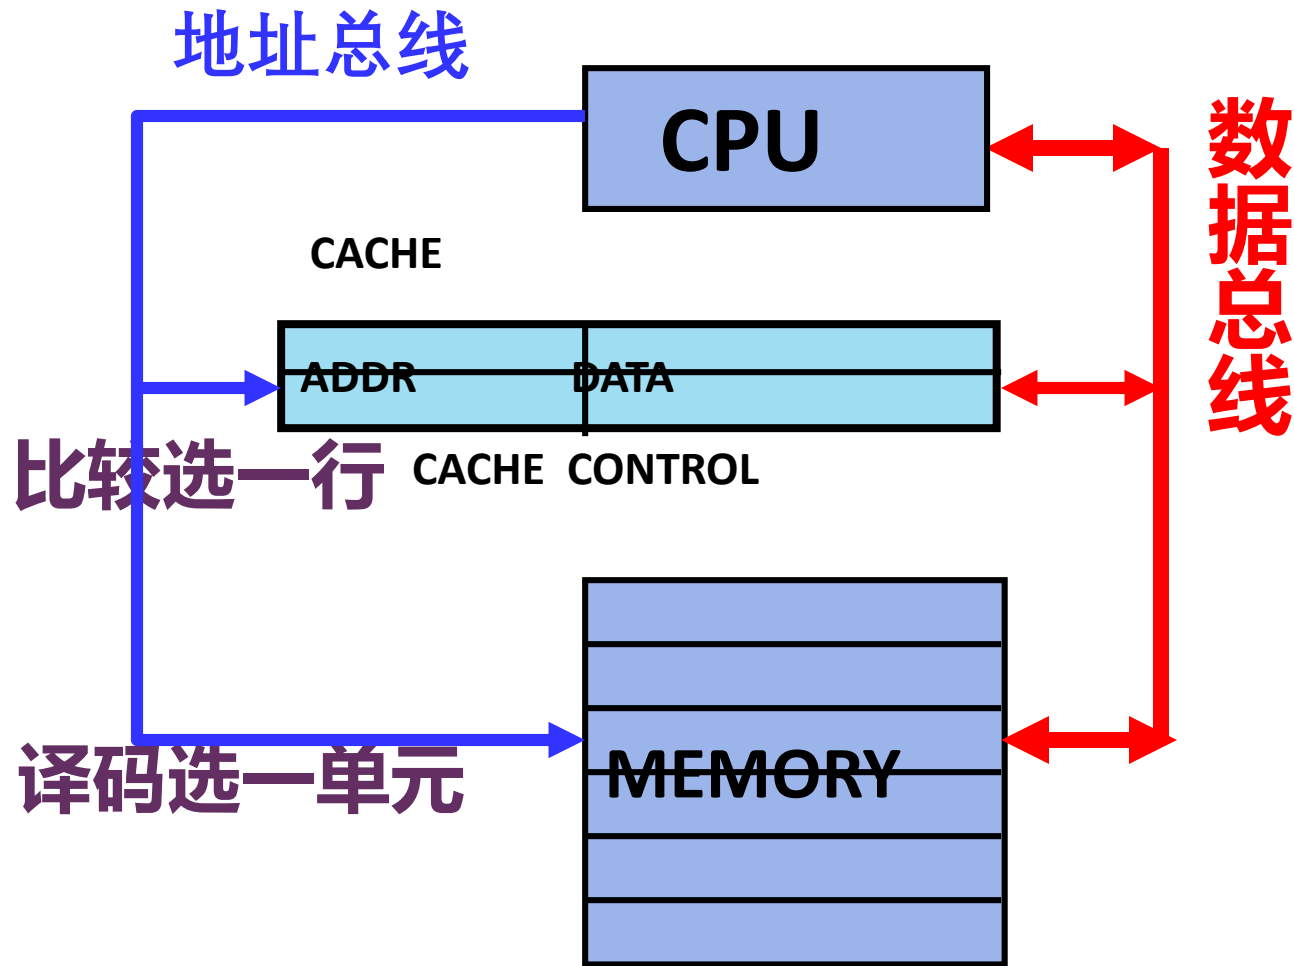 地址总线
CPU
数据总线
CACHE
ADDR DATA
比较选一行
CACHE CONTROL
译码选一单元
MEMORY